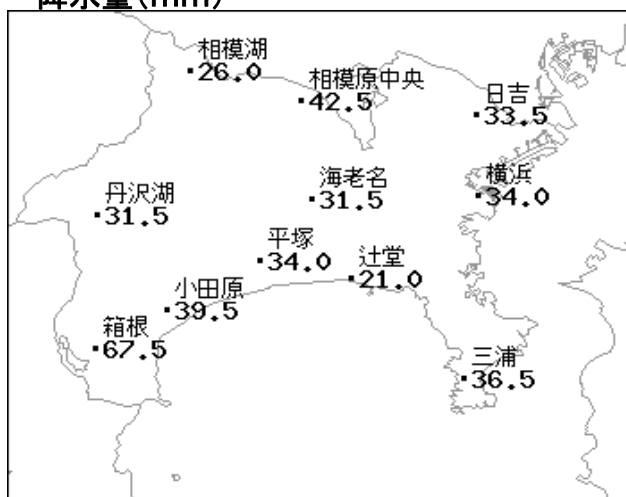 降水量(mm)
相模湖
26.0
相模原中央
42.5
日吉
33.5
丹沢湖
31.5
海老名
31.5
横浜
34.0
平塚
34.0
辻堂
21.0
小田原
39.5
箱根
67.5
三浦
36.5